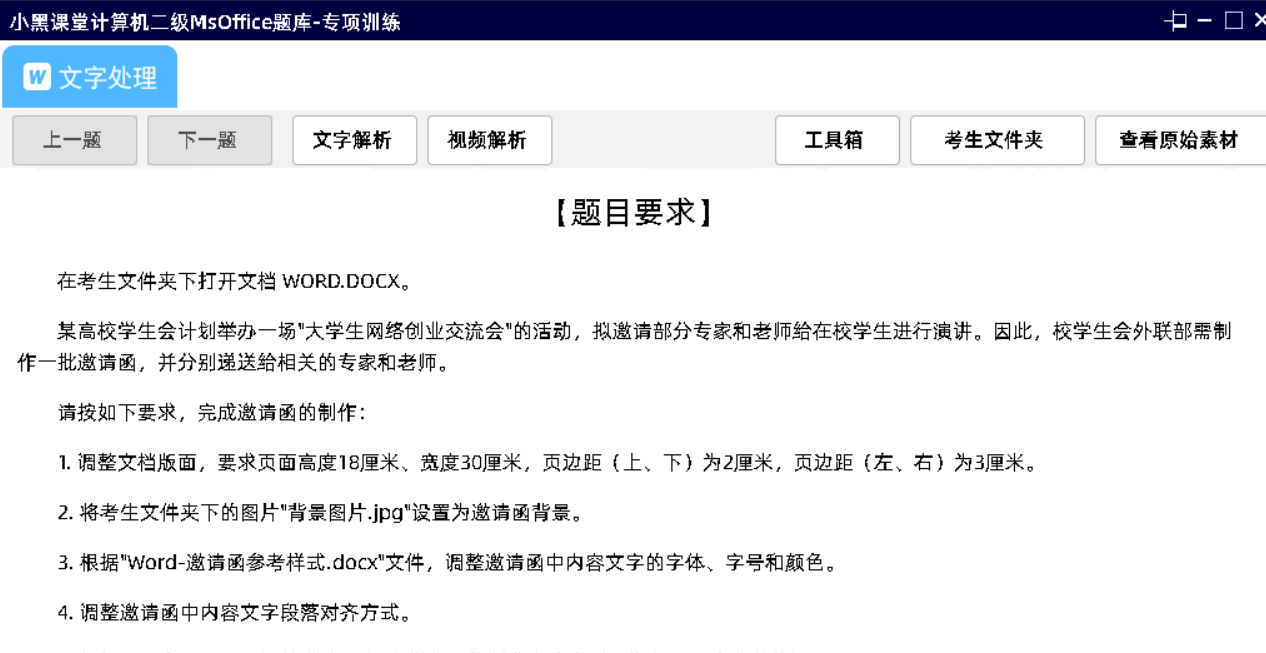 小黑课堂计算机二级MsOffice题库-专项训练
W 文字处理
上一题 下一题 文字解析 视频解析 工具箱 考生文件夹 查看原始素材
【题目要求】
在考生文件夹下打开文档 WORD.DOCX。
某高校学生会计划举办一场"大学生网络创业交流会"的活动，拟邀请部分专家和老师给在校学生进行演讲。因此，校学生会外联部需制
作一批邀请函，并分别递送给相关的专家和老师。
请按如下要求，完成邀请函的制作：
1. 调整文档版面，要求页面高度18厘米、宽度30厘米，页边距（上、下）为2厘米，页边距（左、右）为3厘米。
2. 将考生文件夹下的图片"背景图片.jpg"设置为邀请函背景。
3. 根据"Word-邀请函参考样式.docx"文件，调整邀请函中内容文字的字体、字号和颜色。
4. 调整邀请函中内容文字段落对齐方式。